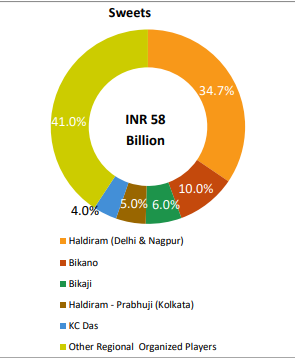 Sweets
34.7%
41.0%
INR 58
Billion
10.0%
5.0%
6.0%
4.0%
Haldiram (Delhi & Nagpur)
Bikano
Bikaji
Haldiram - Prabhuji (Kolkata)
KC Das
Other Regional Organized Players